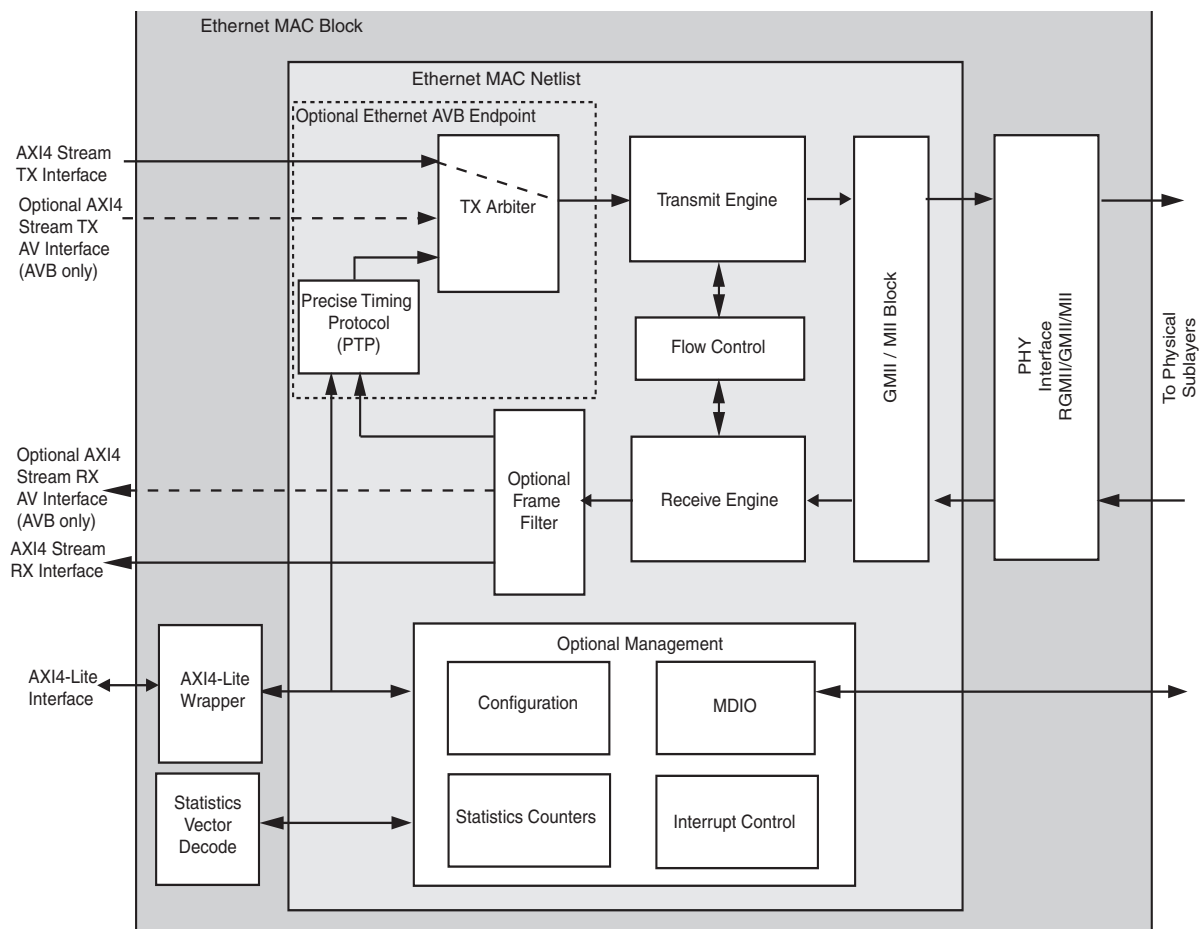 Ethernet MAC Block
Ethernet MAC Netlist
Optional Ethernet AVB Endpoint
AXI4 Stream
TX Interface
Optional AXI4
Stream TX
AV Interface
(AVB only)
TX Arbiter
Transmit Engine
Precise Timing
Protocol
(PTP)
Flow Control
GMII / MII Block
PHY
Interface
RGMII/GMII/MII
To Physical
Sublayers
Optional AXI4
Stream RX
AV Interface
(AVB only)
AXI4 Stream
RX Interface
Optional
Frame
Filter
Receive Engine
AXI4-Lite
Interface
AXI4-Lite
Wrapper
Optional Management
Configuration
MDIO
Statistics
Vector
Decode
Statistics Counters
Interrupt Control